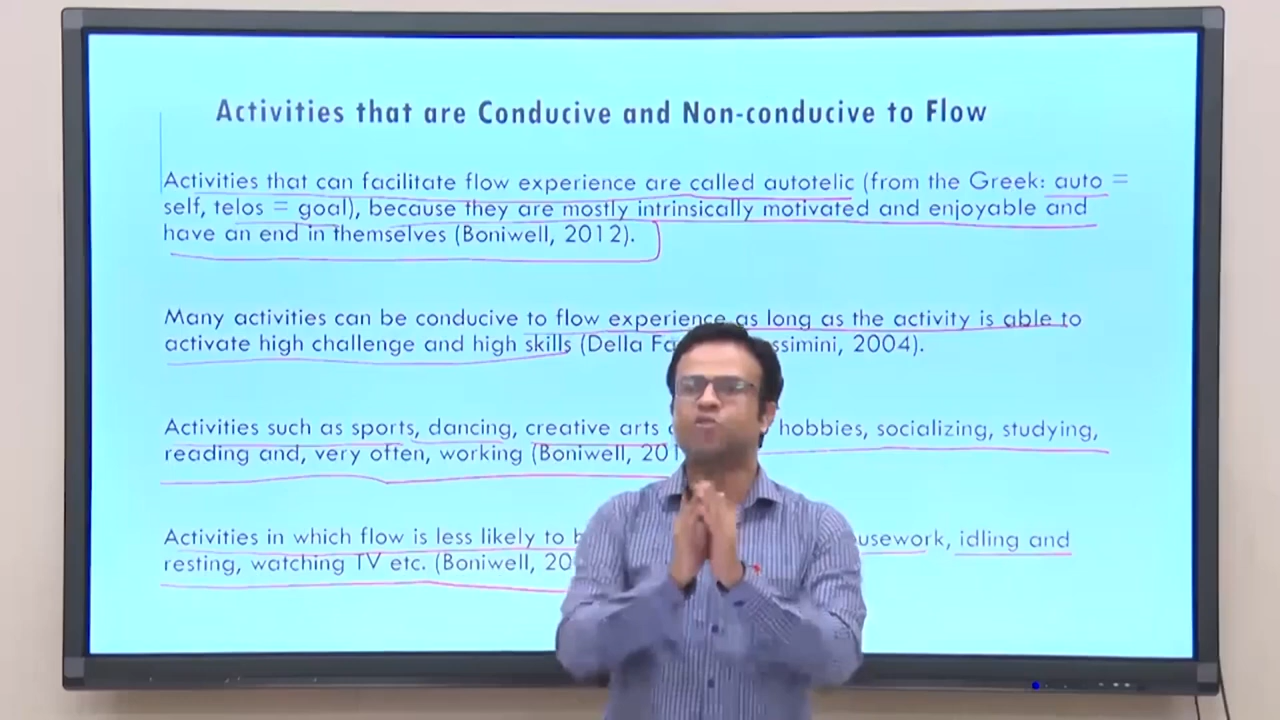 Activities that are Conducive and Non-conducive to Flow
Activities that can facilitate flow experience are called autotelic (from the Greek: auto =
self, telos = goal), because they are mostly intrinsically motivated and enjoyable and
have an end in themselves (Boniwell, 2012).
Many activities can be conducive to flow experience as long as the activity is able to
activate high challenge and high skills (Della 2004).
Activities such as sports, dancing, creative arts hobbies, socializing, studying,
reading and, very often, working (Boniwell,
Activities in which flow is less likely to idling and
resting, watching TV etc. (Boniwell,